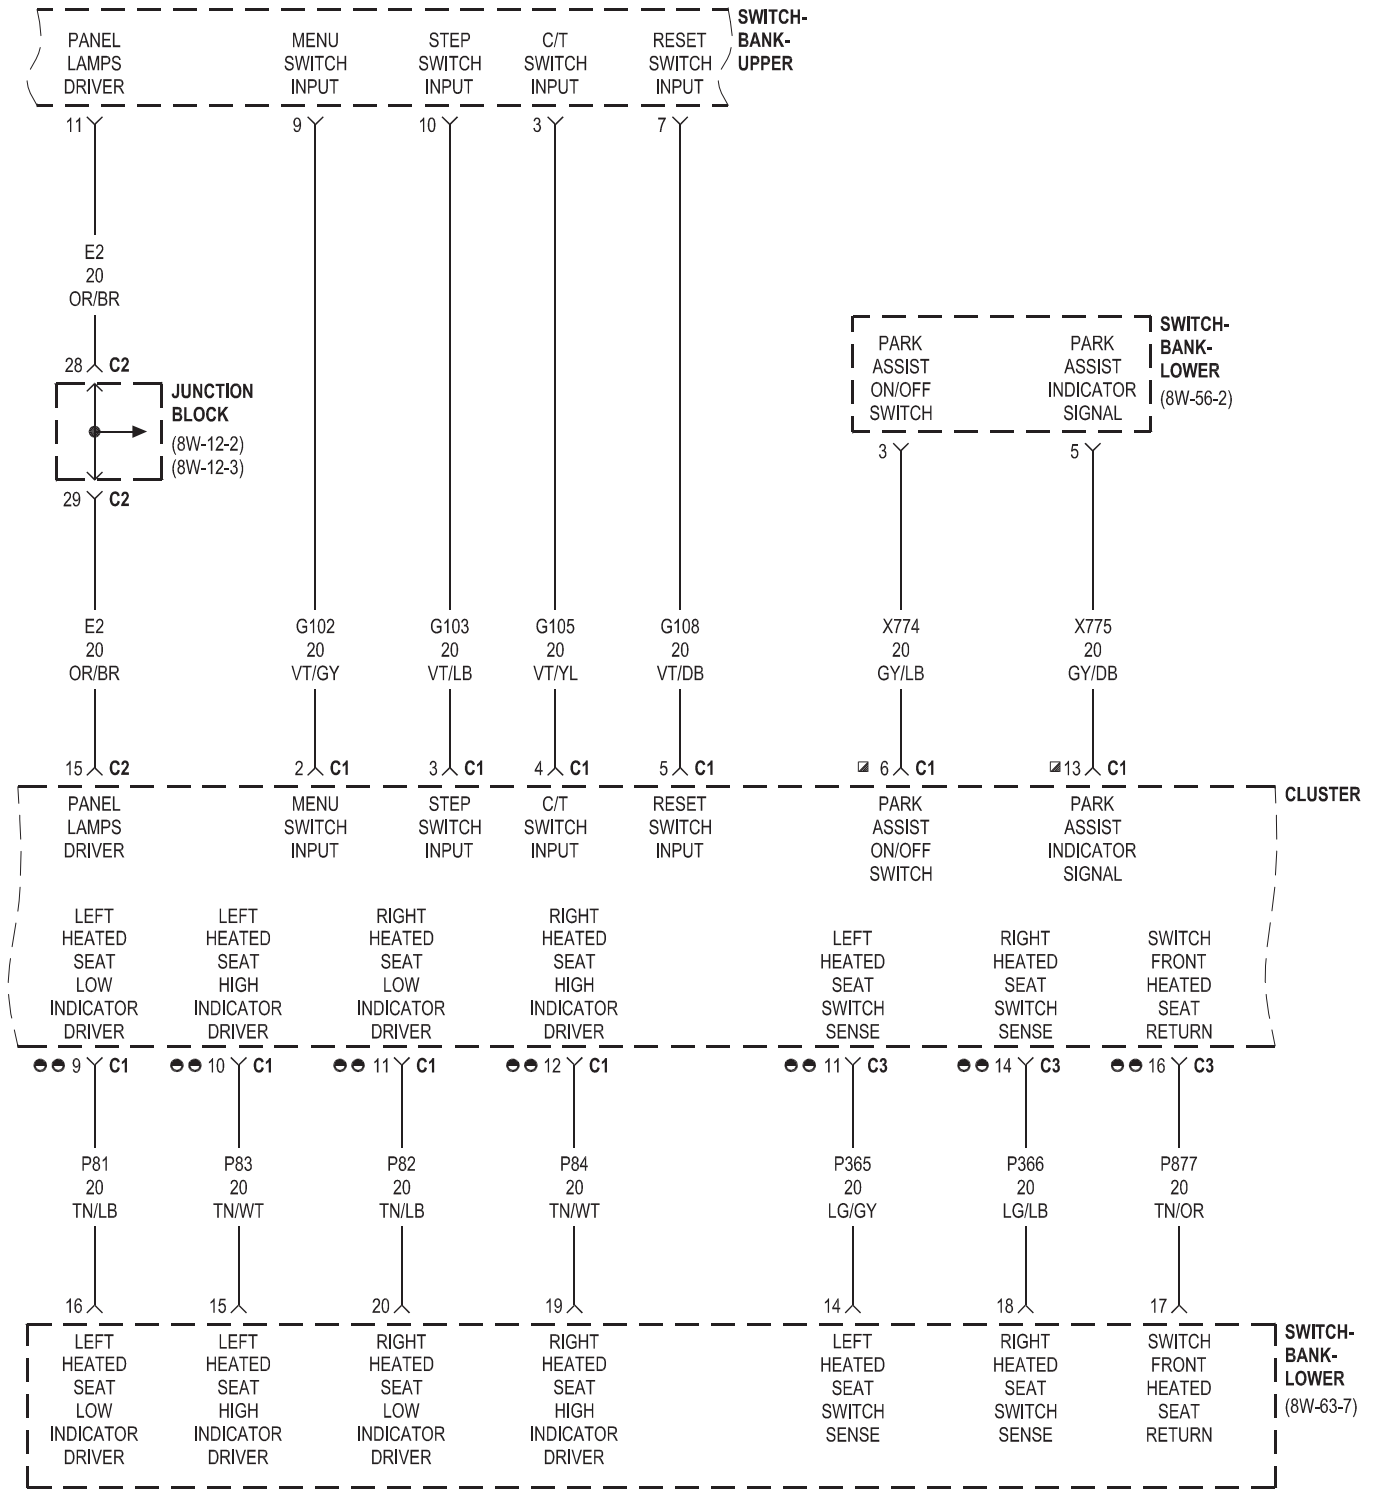 PANEL
LAMPS
DRIVER
MENU
SWITCH
INPUT
STEP
SWITCH
INPUT
C/T
SWITCH
INPUT
RESET
SWITCH
INPUT
SWITCH-
BANK-
UPPER
11
9
10
3
7
E2
20
OR/BR
28 C2
JUNCTION
BLOCK
(8W-12-2)
(8W-12-3)
29 C2
PARK
ASSIST
ON/OFF
SWITCH
PARK
ASSIST
INDICATOR
SIGNAL
SWITCH-
BANK-
LOWER
(8W-56-2)
3
5
E2
20
OR/BR
G102
20
VT/GY
G103
20
VT/LB
G105
20
VT/YL
G108
20
VT/DB
X774
20
GY/LB
X775
20
GY/DB
15 C2
2 C1
3 C1
4 C1
5 C1
6 C1
13 C1
CLUSTER
PANEL
LAMPS
DRIVER
MENU
SWITCH
INPUT
STEP
SWITCH
INPUT
C/T
SWITCH
INPUT
RESET
SWITCH
INPUT
PARK
ASSIST
ON/OFF
SWITCH
PARK
ASSIST
INDICATOR
SIGNAL
LEFT
HEATED
SEAT
LOW
INDICATOR
DRIVER
LEFT
HEATED
SEAT
HIGH
INDICATOR
DRIVER
RIGHT
HEATED
SEAT
LOW
INDICATOR
DRIVER
RIGHT
HEATED
SEAT
HIGH
INDICATOR
DRIVER
LEFT
HEATED
SEAT
SWITCH
SENSE
RIGHT
HEATED
SEAT
SWITCH
SENSE
SWITCH
FRONT
HEATED
SEAT
RETURN
9 C1
10 C1
11 C1
12 C1
11 C3
14 C3
16 C3
P81
20
TN/LB
P83
20
TN/WT
P82
20
TN/LB
P84
20
TN/WT
P365
20
LG/GY
P366
20
LG/LB
P877
20
TN/OR
16
15
20
19
14
18
17
LEFT
HEATED
SEAT
LOW
INDICATOR
DRIVER
LEFT
HEATED
SEAT
HIGH
INDICATOR
DRIVER
RIGHT
HEATED
SEAT
LOW
INDICATOR
DRIVER
RIGHT
HEATED
SEAT
HIGH
INDICATOR
DRIVER
LEFT
HEATED
SEAT
SWITCH
SENSE
RIGHT
HEATED
SEAT
SWITCH
SENSE
SWITCH
FRONT
HEATED
SEAT
RETURN
SWITCH-
BANK-
LOWER
(8W-63-7)